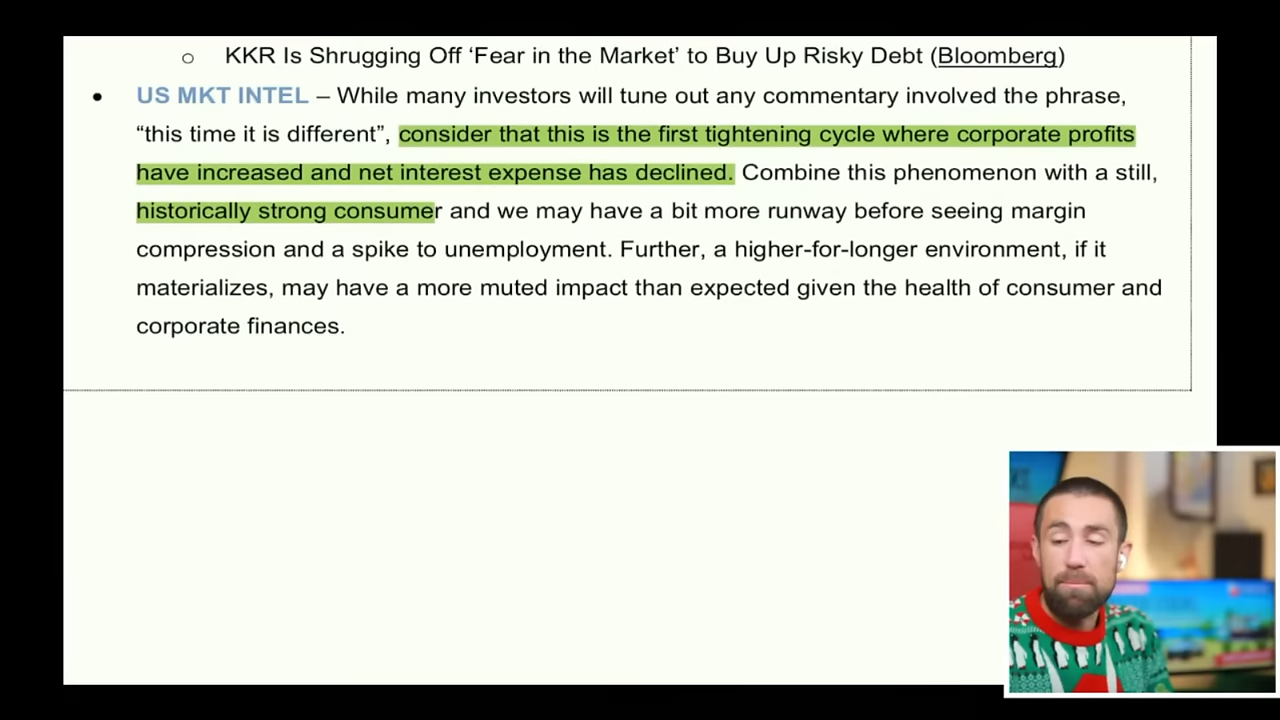 ○ KKR Is Shrugging Off ‘Fear in the Market’ to Buy Up Risky Debt (Bloomberg)
• US MKT INTEL – While many investors will tune out any commentary involved the phrase,
“this time it is different”, consider that this is the first tightening cycle where corporate profits
have increased and net interest expense has declined. Combine this phenomenon with a still,
historically strong consumer and we may have a bit more runway before seeing margin
compression and a spike to unemployment. Further, a higher-for-longer environment, if it
materializes, may have a more muted impact than expected given the health of consumer and
corporate finances.